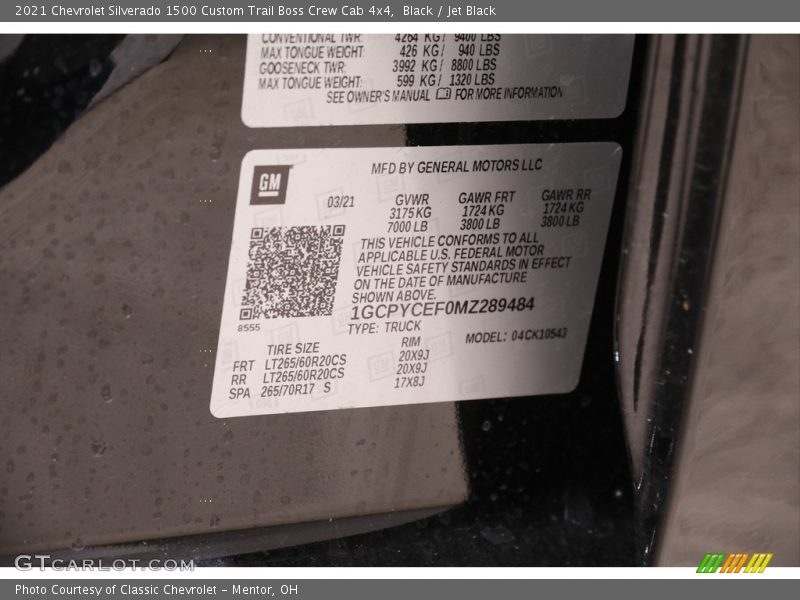 2021 Chevrolet Silverado 1500 Custom Trail Boss Crew Cab 4x4, Black / Jet Black
CONVENTIONAL TWR: 4264 KG/ 9400 LBS
MAX TONGUE WEIGHT: 426 KG/ 940 LBS
GOOSENECK TWR: 3992 KG/ 8800 LBS
MAX TONGUE WEIGHT: 599 KG/ 1320 LBS
SEE OWNER'S MANUAL FOR MORE INFORMATION
GM
MFD BY GENERAL MOTORS LLC
03/21 GVWR GAWR FRT GAWR RR
3175 KG 1724 KG 1724 KG
7000 LB 3800 LB 3800 LB
THIS VEHICLE CONFORMS TO ALL
APPLICABLE U.S. FEDERAL MOTOR
VEHICLE SAFETY STANDARDS IN EFFECT
ON THE DATE OF MANUFACTURE
SHOWN ABOVE.
8555
1GCPYCEF0MZ289484
TYPE: TRUCK MODEL: 04CK10543
TIRE SIZE RIM
FRT LT265/60R20CS 20X9J
RR LT265/60R20CS 20X9J
SPA 265/70R17 S 17X8J
GTCARLOT.COM
Photo Courtesy of Classic Chevrolet – Mentor, OH